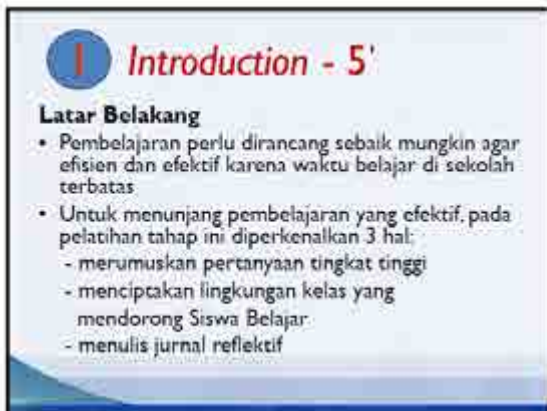 I Introduction - 5'
Latar Belakang
• Pembelajaran perlu dirancang sebaik mungkin agar
efisien dan efektif karena waktu belajar di sekolah
terbatas
• Untuk menunjang pembelajaran yang efektif, pada
pelatihan tahap ini diperkenalkan 3 hal:
- merumuskan pertanyaan tingkat tinggi
- menciptakan lingkungan kelas yang
mendorong Siswa Belajar
- menulis jurnal reflektif